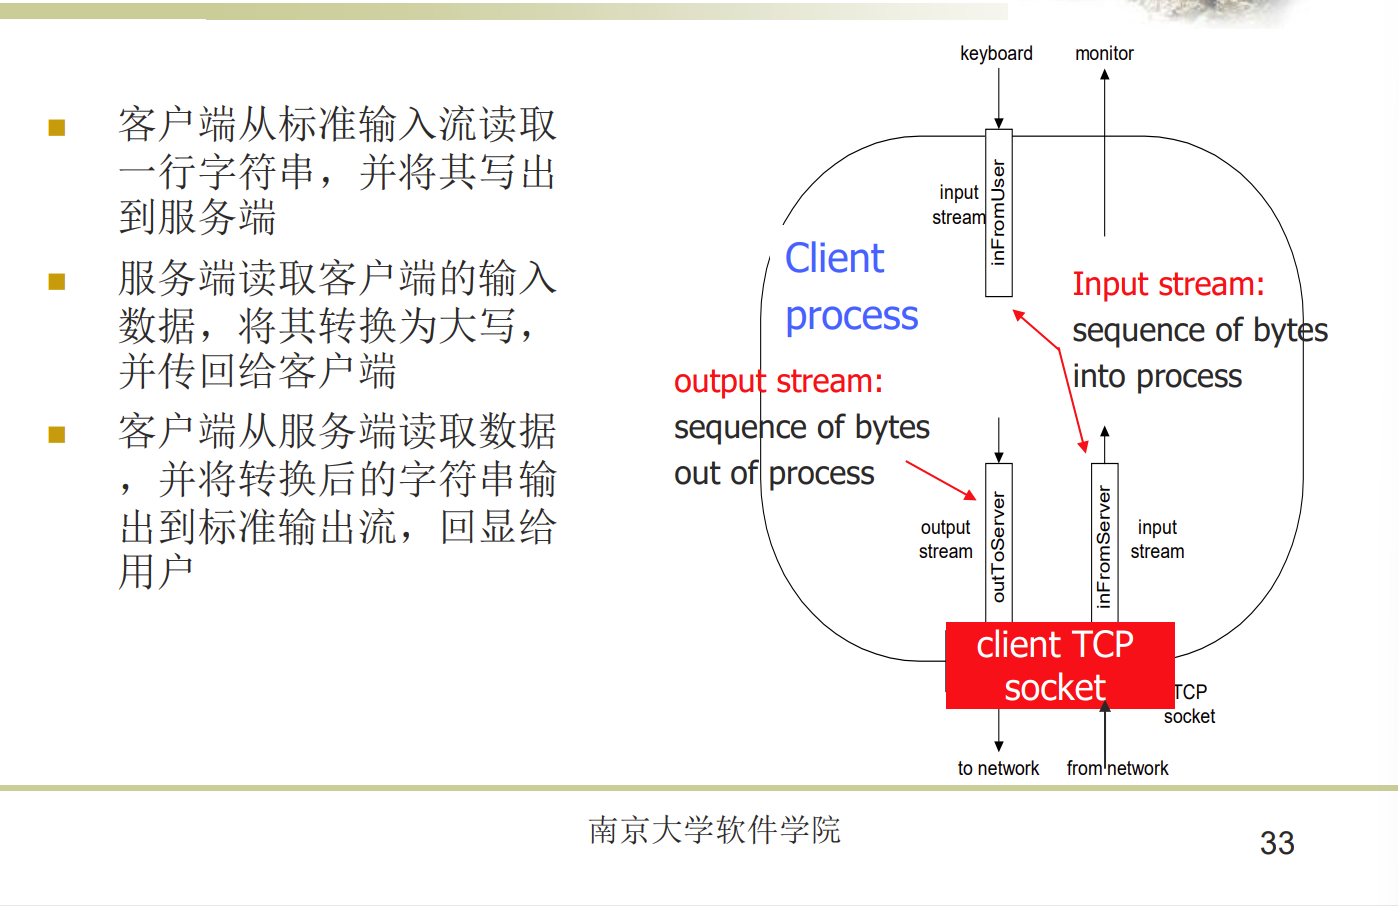 客户端从标准输入流读取
一行字符串，并将其写出
到服务端
服务端读取客户端的输入
数据，将其转换为大写，
并传回给客户端
客户端从服务端读取数据
，并将转换后的字符串输
出到标准输出流，回显给
用户
keyboard
monitor
input
stream
inFromUser
Client
process
Input stream:
sequence of bytes
into process
output stream:
sequence of bytes
out of process
output
stream
outToServer
inFromServer
input
stream
client TCP
socket
TCP
socket
to network
from network
南京大学软件学院
33